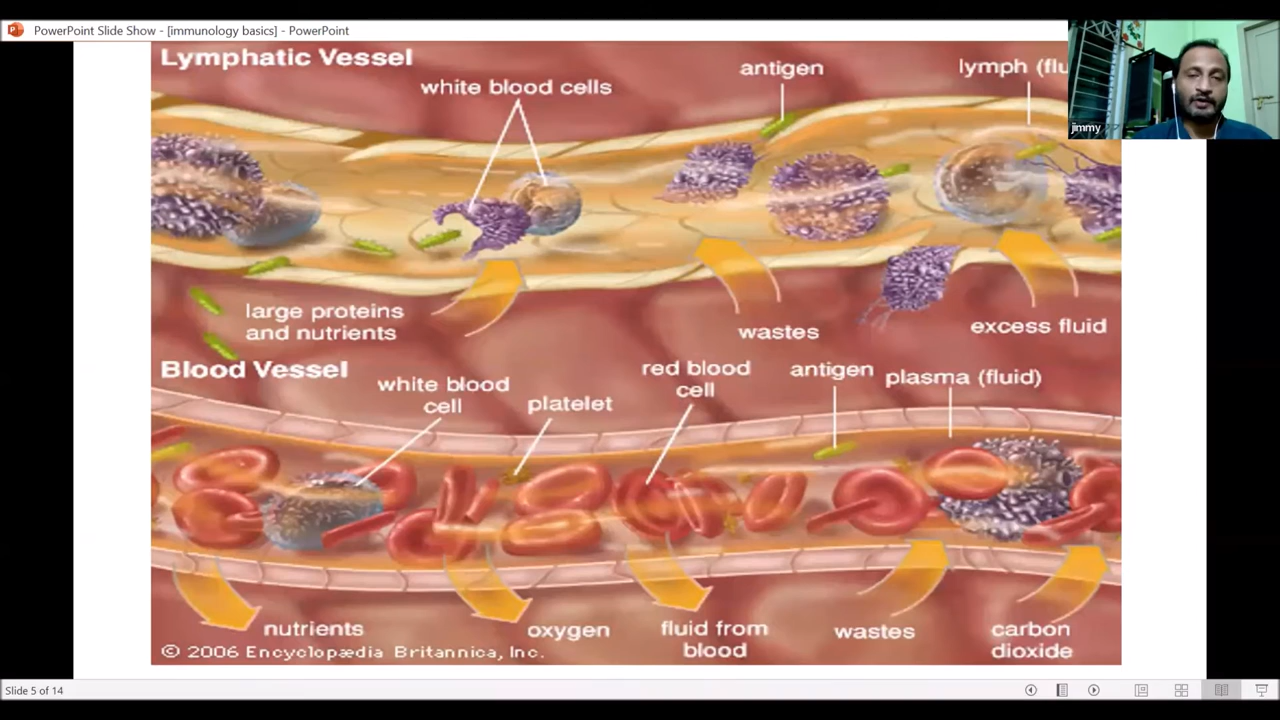 PowerPoint Slide Show - [immunology basics] - PowerPoint
jimmy
Lymphatic Vessel
white blood cells
antigen
lymph (flu
large proteins
and nutrients
wastes
excess fluid
Blood Vessel
white blood
cell
platelet
red blood
cell
antigen
plasma (fluid)
nutrients
oxygen
fluid from
blood
wastes
carbon
dioxide
© 2006 Encyclopædia Britannica, Inc.
Slide 5 of 14